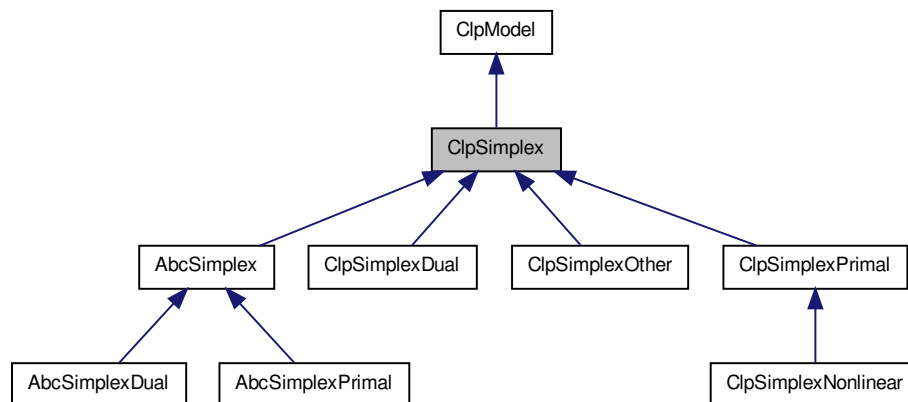 ClpModel
ClpSimplex
AbcSimplex
ClpSimplexDual
ClpSimplexOther
ClpSimplexPrimal
AbcSimplexDual
AbcSimplexPrimal
ClpSimplexNonlinear